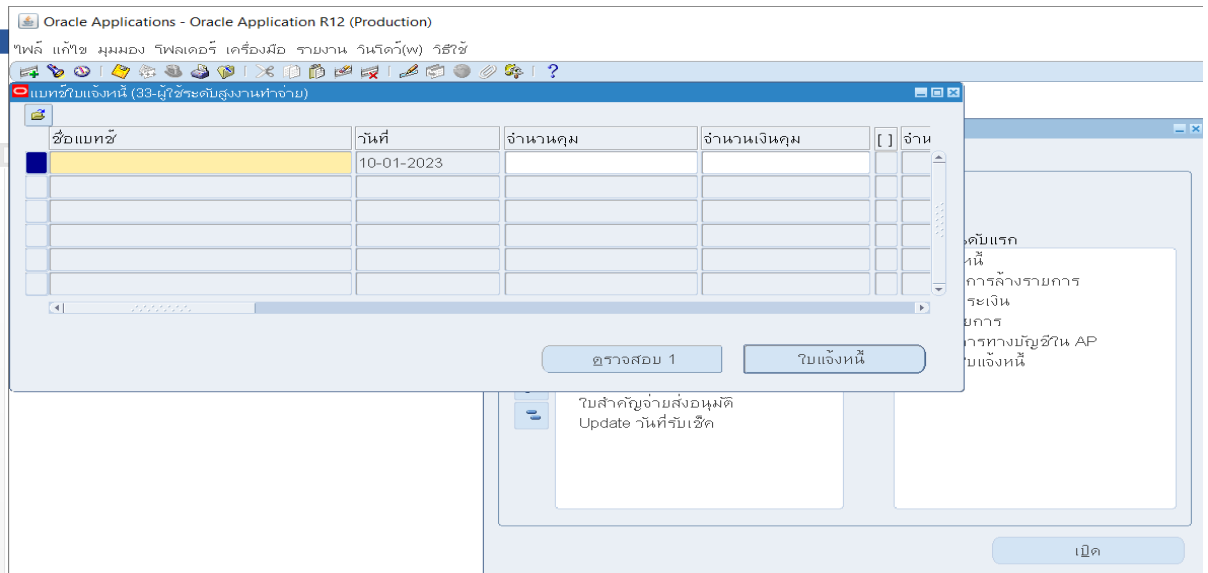 Oracle Applications - Oracle Application R12 (Production)
ไฟล์ แก้ไข มุมมอง โฟลเดอร์ เครื่องมือ รายงาน วินโดว์(w) วิธีใช้
แบทช์ใบแจ้งหนี้ (33-ผู้ใช้ระดับสูงงานทำจ่าย)
ชื่อแบทช์ วันที่ จำนวนคุม จำนวนเงินคุม [ ] จำน
10-01-2023
ดับแรก
หนี้
การล้างรายการ
ระเงิน
ยการ
ารทางบัญชีใน AP
บแจ้งหนี้
ตรวจสอบ 1 ใบแจ้งหนี้
ใบสำคัญจ่ายส่งอนุมัติ
Update วันที่รับเช็ค
เปิด